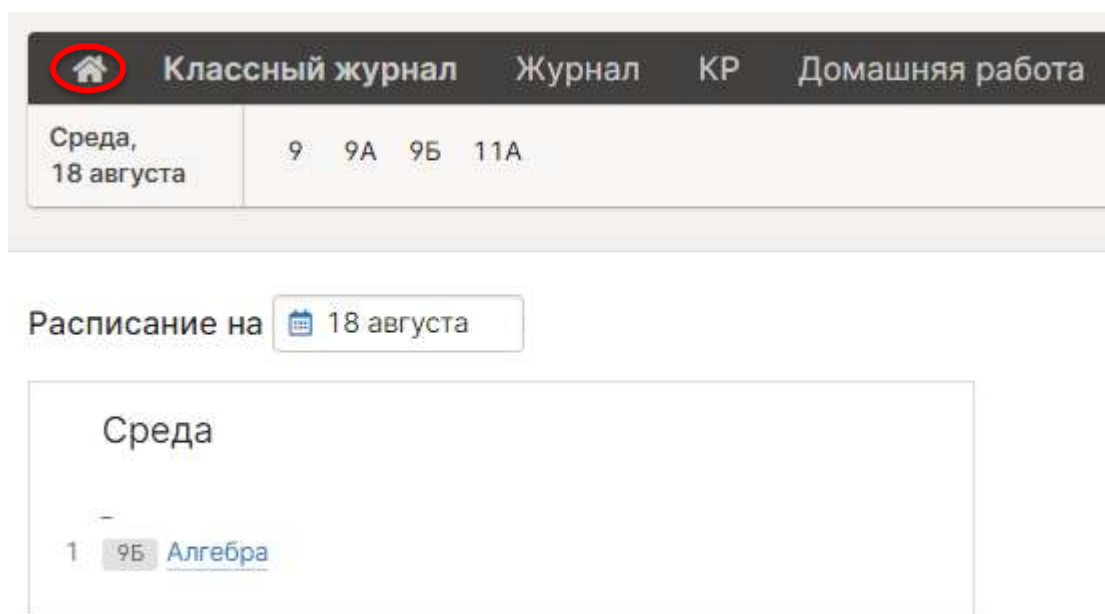 Классный журнал Журнал КР Домашняя работа
Среда,
18 августа
9 9А 9Б 11А
Расписание на 18 августа
Среда
1 9Б Алгебра